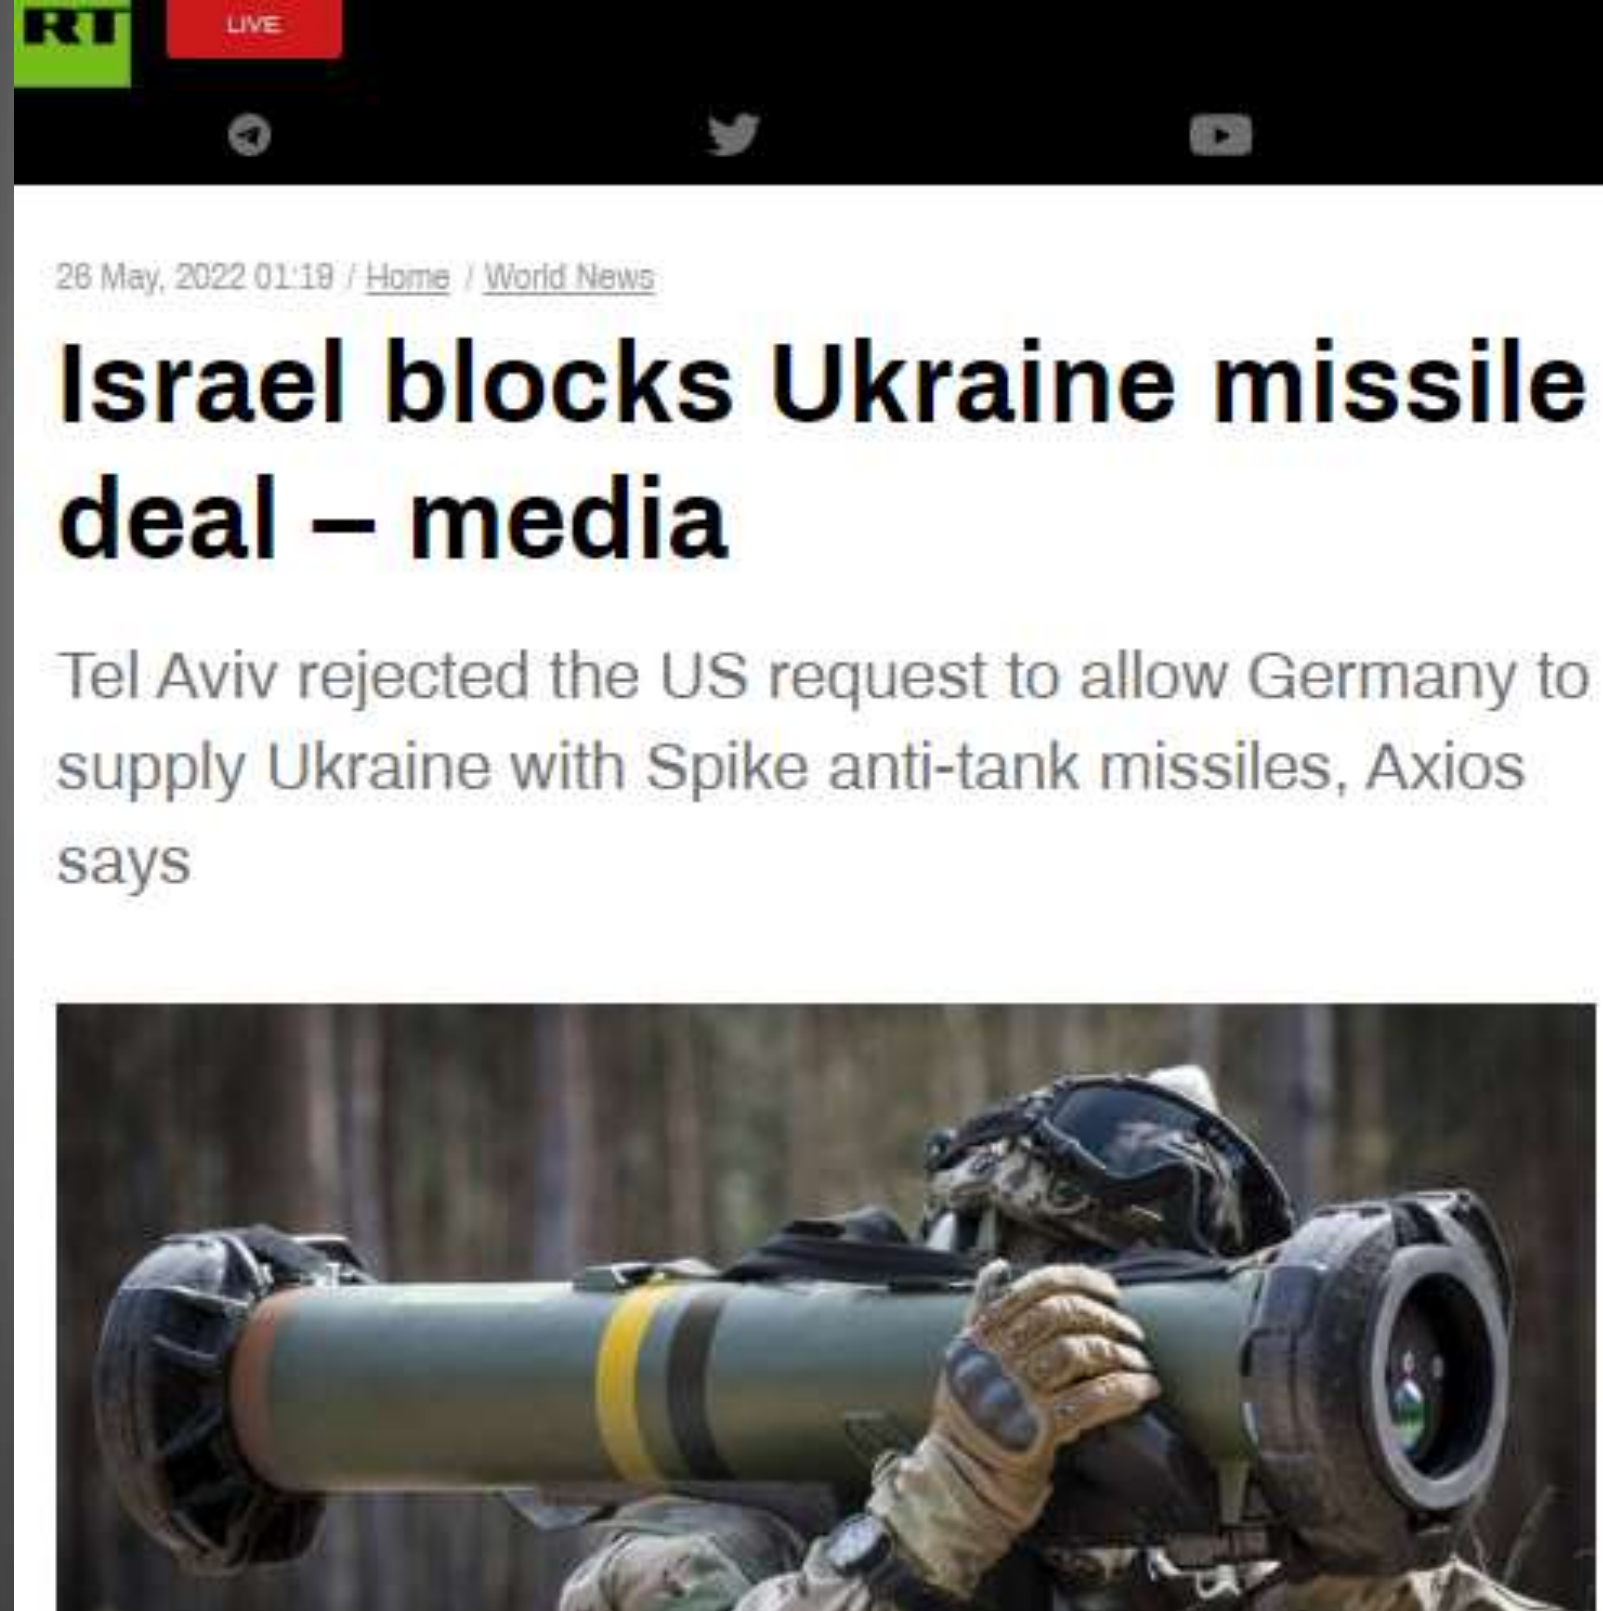 RT
LIVE
26 May, 2022 01:19 / Home / World News
Israel blocks Ukraine missile
deal – media
Tel Aviv rejected the US request to allow Germany to
supply Ukraine with Spike anti-tank missiles, Axios
says